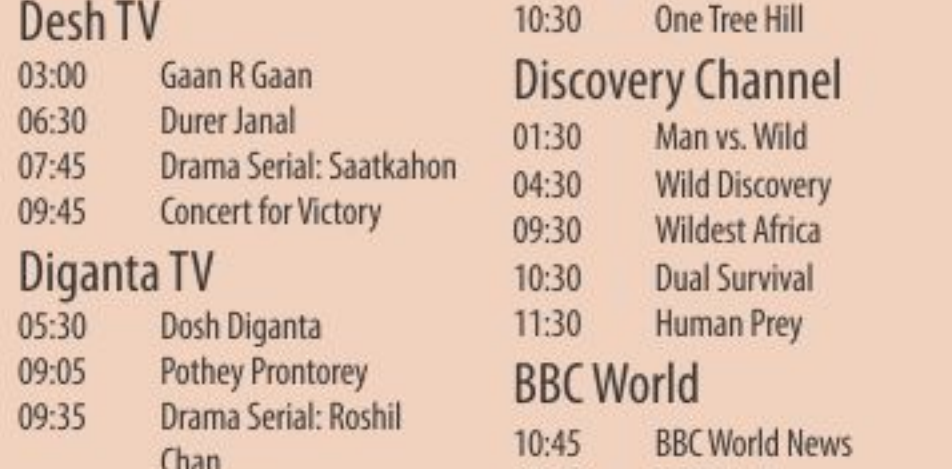 Desh TV
03:00 Gaan R Gaan
06:30 Durer Janal
07:45 Drama Serial: Saatkahon
09:45 Concert for Victory
Diganta TV
05:30 Dosh Diganta
09:05 Pothey Prontorey
09:35 Drama Serial: Roshil
Chan
10:30 One Tree Hill
Discovery Channel
01:30 Man vs. Wild
04:30 Wild Discovery
09:30 Wildest Africa
10:30 Dual Survival
11:30 Human Prey
BBC World
10:45 BBC World News